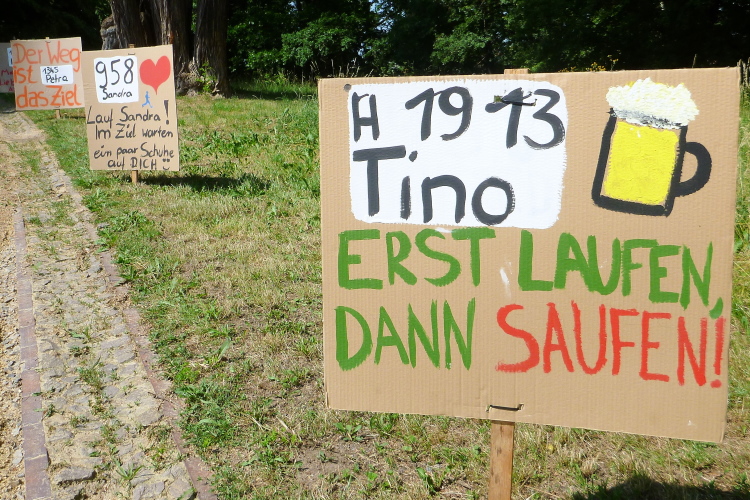 Der Weg
ist
1345
Petra
das Ziel
958
Sandra
Lauf Sandra!
Im Ziel warten
ein paar Schuhe
auf DICH
H 1913
Tino
ERST LAUFEN,
DANN SAUFEN!